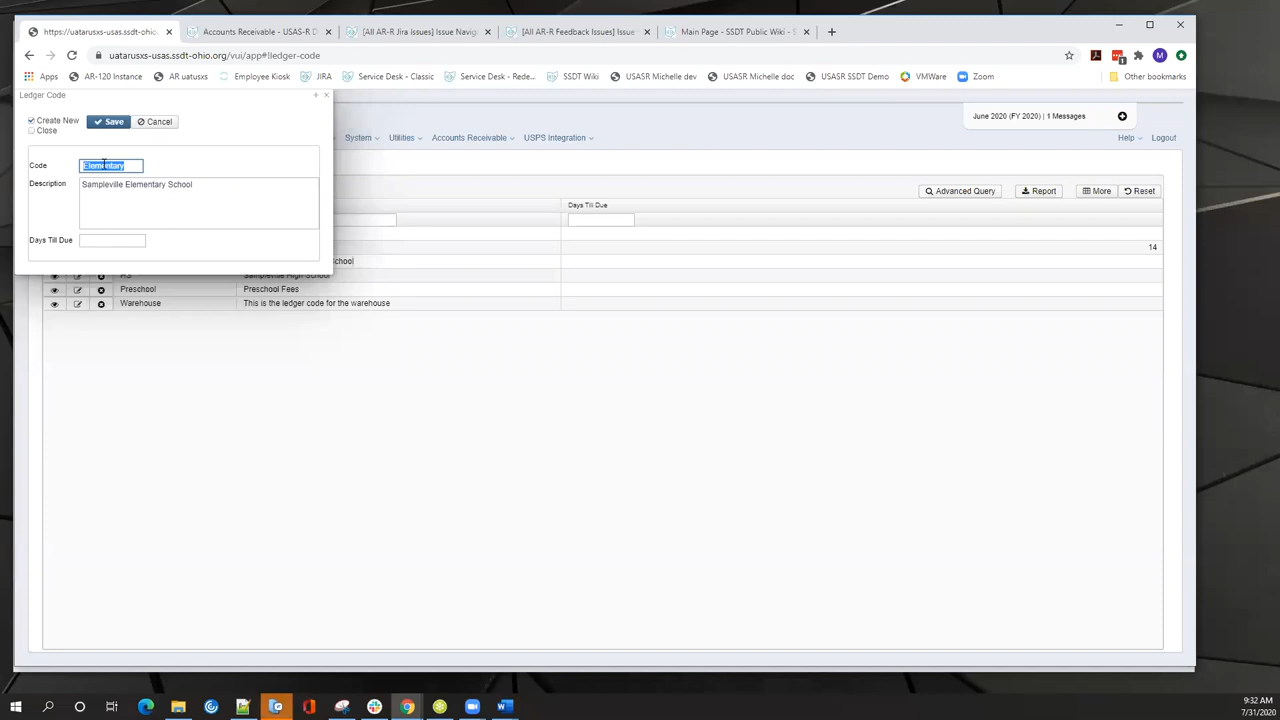 https://uatarusxs-usas.ssdt-ohio.
Accounts Receivable - USAS-R D
[All AR-R Jira issues] Issue Navig
[All AR-R Feedback Issues] Issue
Main Page - SSDT Public Wiki - S
uatarusxs-usas.ssdt-ohio.org/vui/app#ledger-code
M
Apps
AR-120 Instance
AR uatusxs
Employee Kiosk
JIRA
Service Desk - Classic
Service Desk - Rede...
SSDT Wiki
USASR Michelle dev
USASR Michelle doc
USASR SSDT Demo
VMWare
Zoom
Other bookmarks
Ledger Code
Create New
Save
Cancel
Close
Code
Elementary
Description
Sampleville Elementary School
Days Till Due
June 2020 (FY 2020) | 1 Messages
System
Utilities
Accounts Receivable
USPS Integration
Help
Logout
Advanced Query
Report
More
Reset
Days Till Due
14
School
HS
Sampleville High School
Preschool
Preschool Fees
Warehouse
This is the ledger code for the warehouse
9:32 AM
7/31/2020